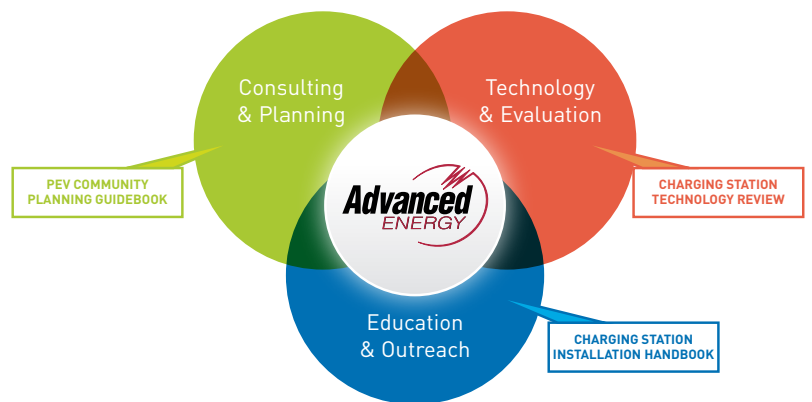 Consulting
& Planning
Technology
& Evaluation
PEV COMMUNITY
PLANNING GUIDEBOOK
Advanced
ENERGY
CHARGING STATION
TECHNOLOGY REVIEW
Education
& Outreach
CHARGING STATION
INSTALLATION HANDBOOK